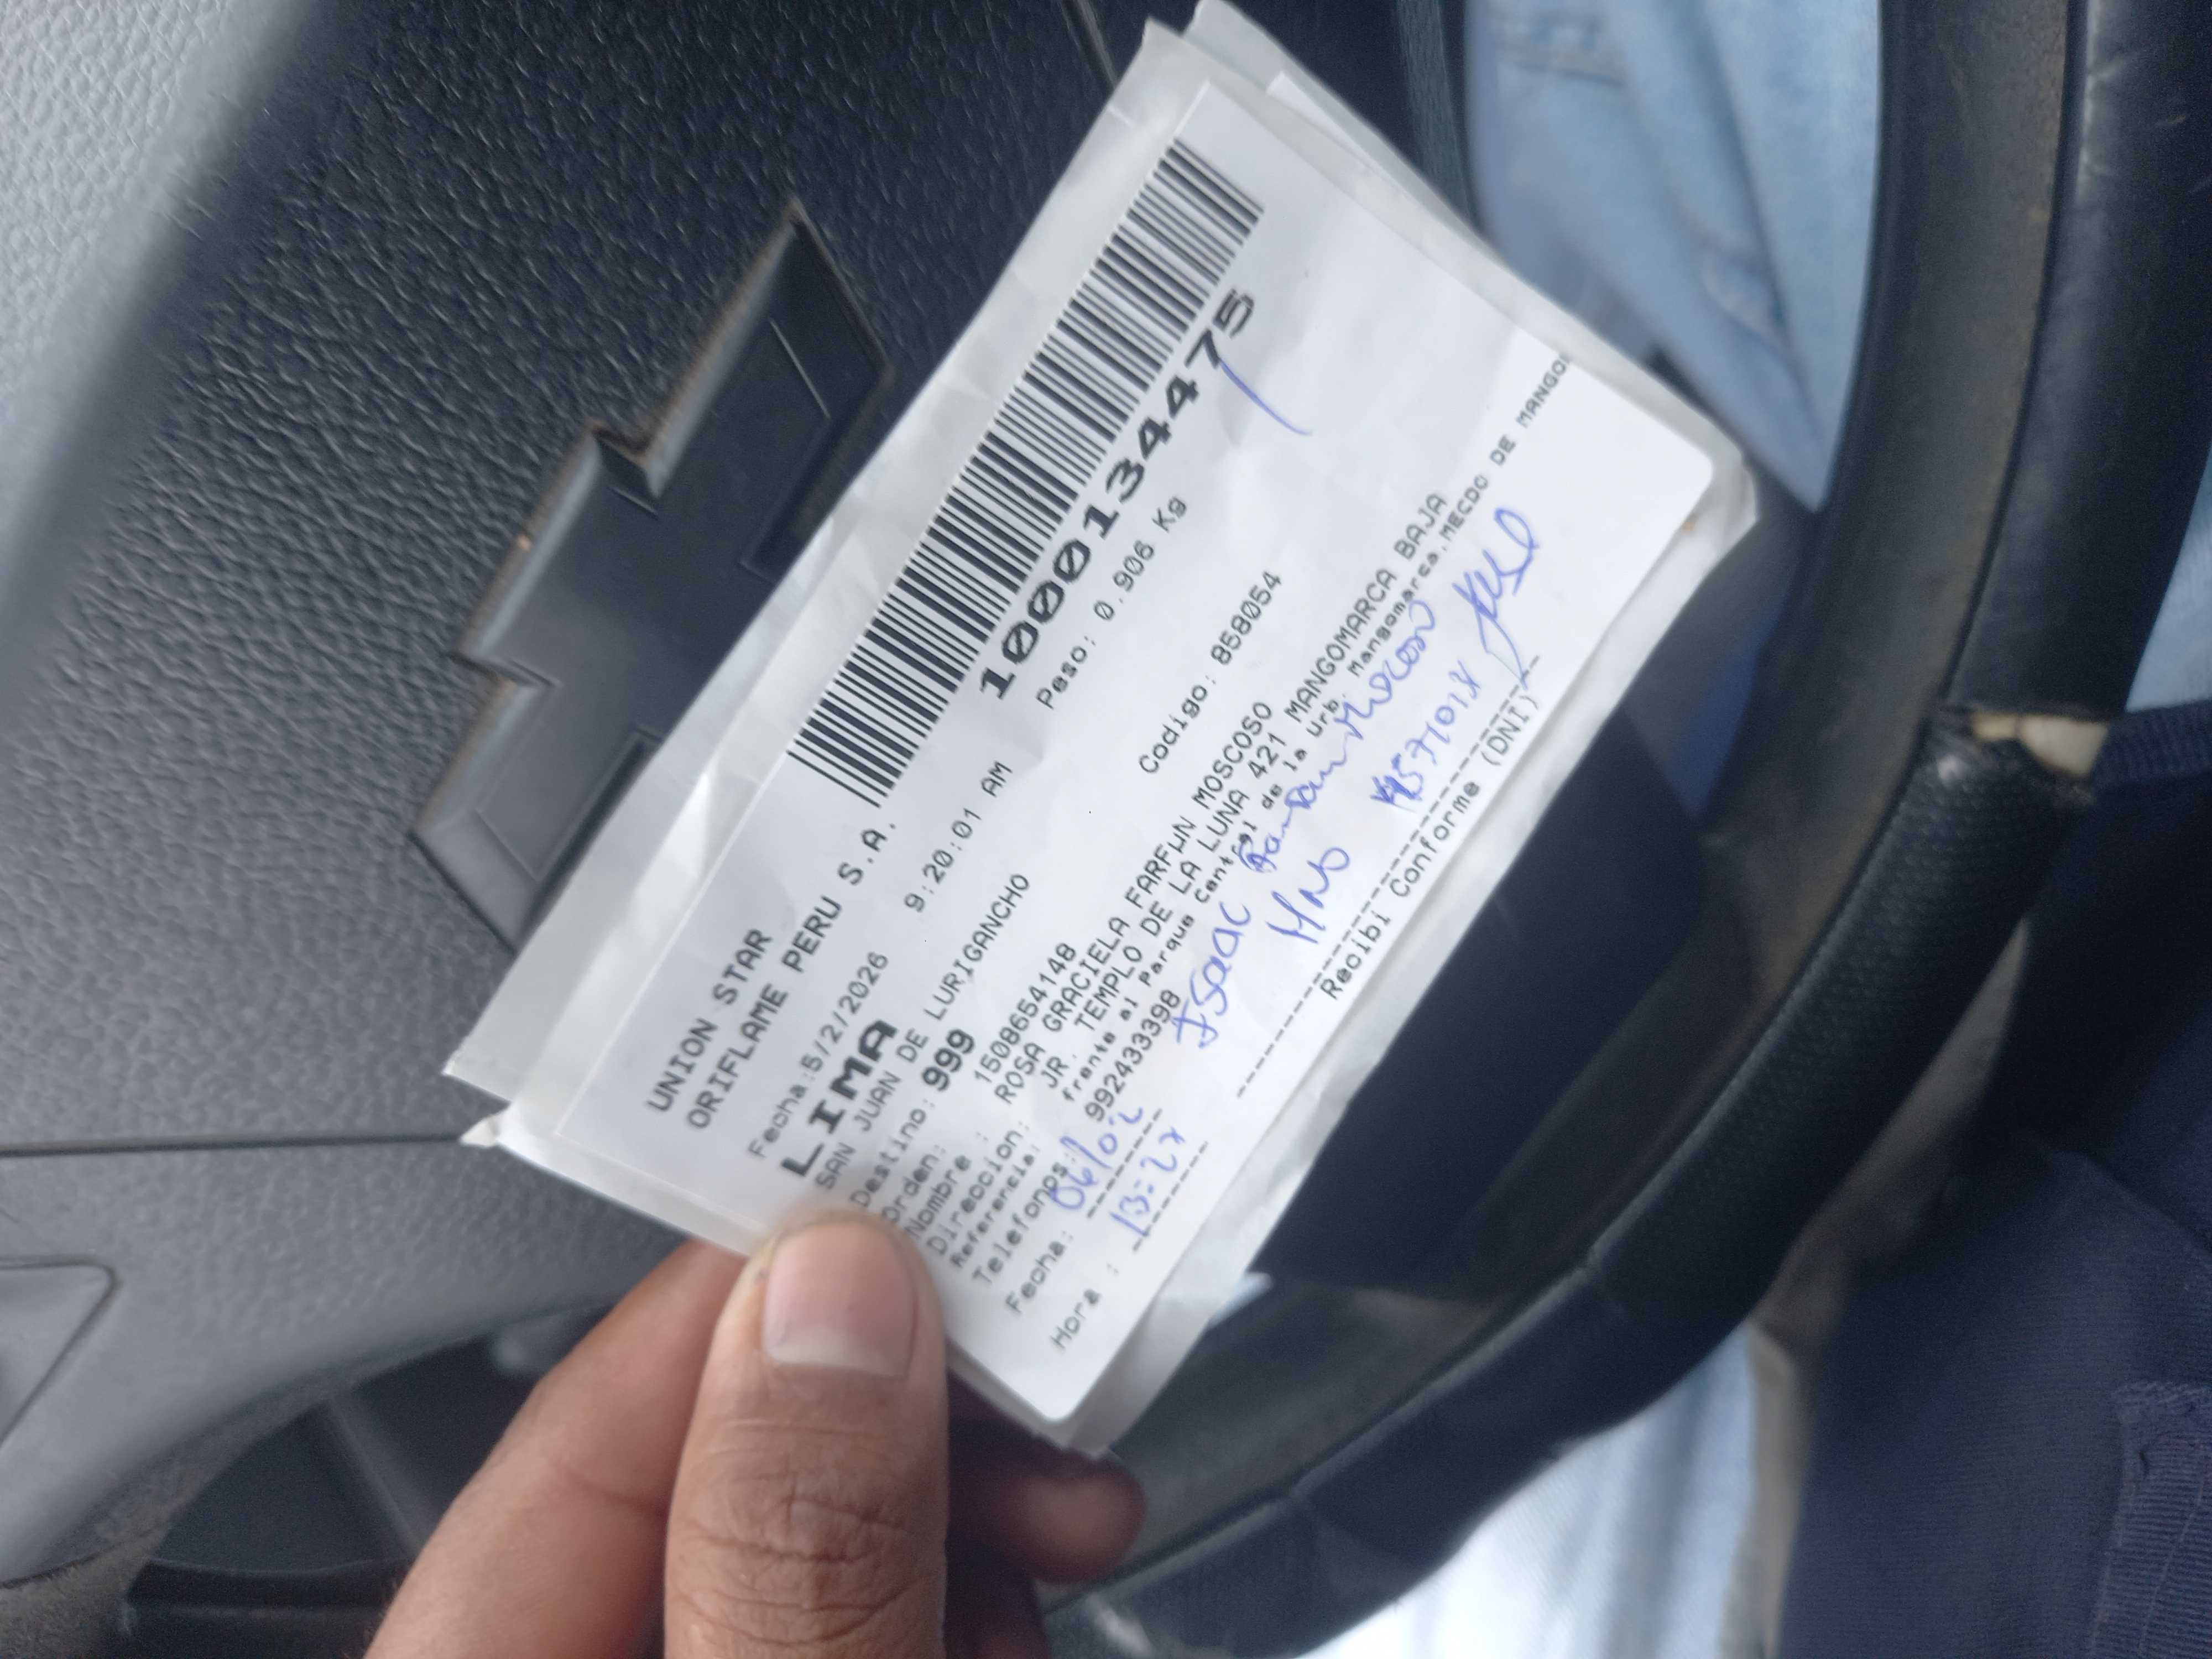 UNION STAR
ORIFLAME PERU S.A.
10001344475
Fecha:5/2/2026 9:20:01 AM Peso: 0.906 Kg
LIMA
SAN JUAN DE LURIGANCHO
Destino: 999 Codigo: 858054
Orden: 1508654148
Nombre : ROSA GRACIELA FARFµN MOSCOSO
Direccion: JR. TEMPLO DE LA LUNA 421 MANGOMARCA BAJA
Referencia: frente al Parque Central de la Urb. Mangomarca.MECDO DE MANGO
Telefonos: 992433398
Isaac
Fecha: 06/02
Hora : 13:27
Recibi Conforme (DNI)